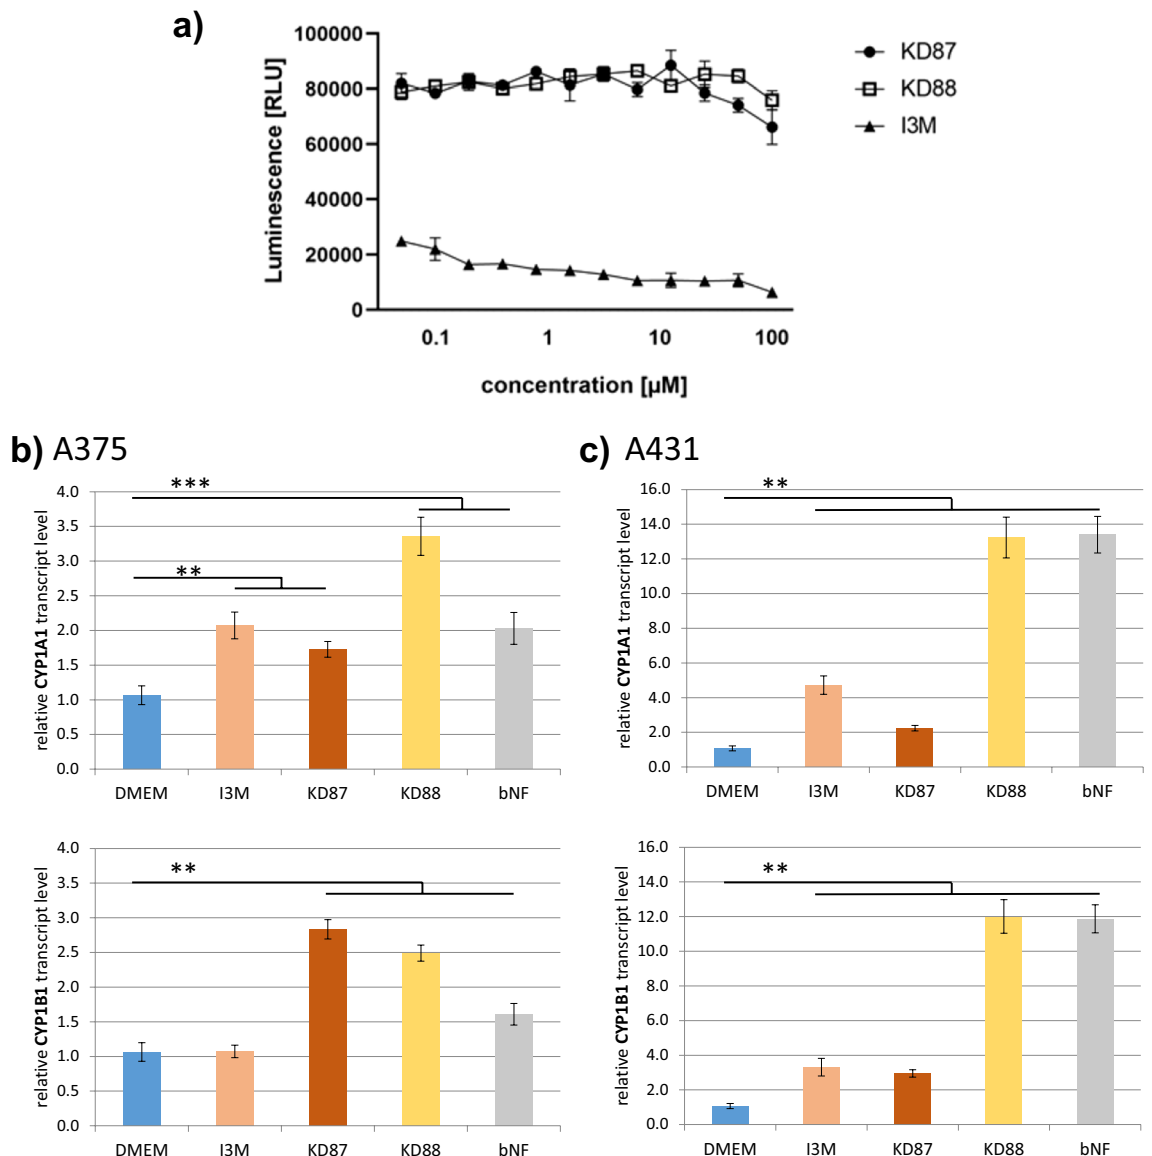 a)
Luminescence [RLU]
100000
80000
60000
40000
20000
0
0.1 1 10 100
concentration [µM]
KD87
KD88
I3M
b) A375
relative CYP1A1 transcript level
4.0
3.5
3.0
2.5
2.0
1.5
1.0
0.5
0.0
***
**
DMEM I3M KD87 KD88 bNF
c) A431
relative CYP1A1 transcript level
16.0
14.0
12.0
10.0
8.0
6.0
4.0
2.0
0.0
**
DMEM I3M KD87 KD88 bNF
relative CYP1B1 transcript level
4.0
3.5
3.0
2.5
2.0
1.5
1.0
0.5
0.0
**
DMEM I3M KD87 KD88 bNF
relative CYP1B1 transcript level
16.0
14.0
12.0
10.0
8.0
6.0
4.0
2.0
0.0
**
DMEM I3M KD87 KD88 bNF